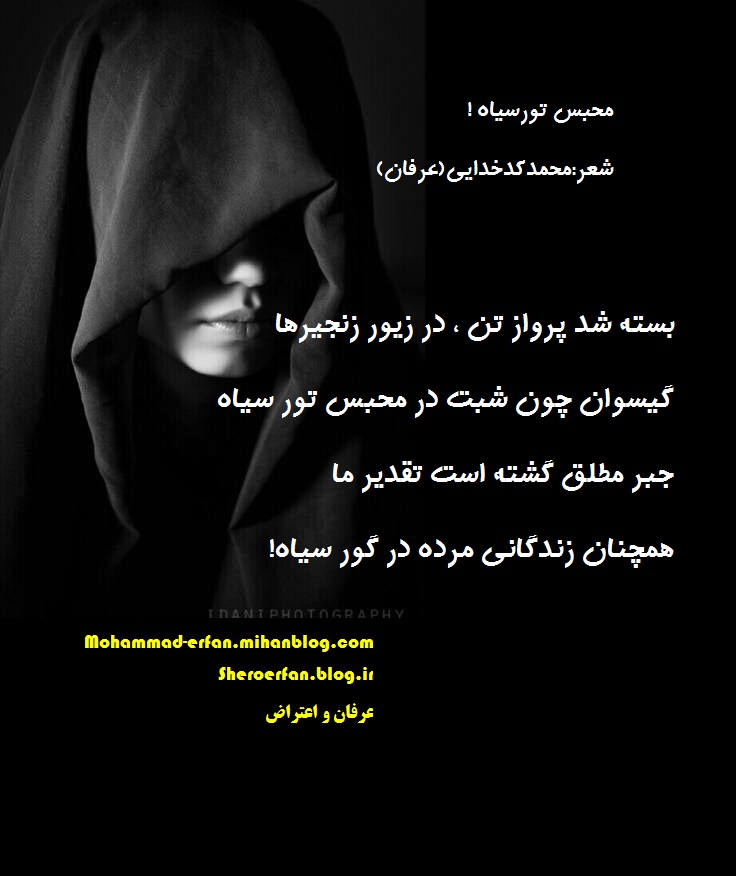 محبس تورسیاه !
شعر:محمدکدخدایی(عرفان)
بسته شد پرواز تن ، در زیور زنجیرها
گیسوان چون شبت در محبس تور سیاه
جبر مطلق گشته است تقدیر ما
همچنان زندگانی مرده در گور سیاه!
IDANIPHOTOGRAPHY
Mohammad-erfan.mihanblog.com
Sheroerfan.blog.ir
عرفان و اعتراض